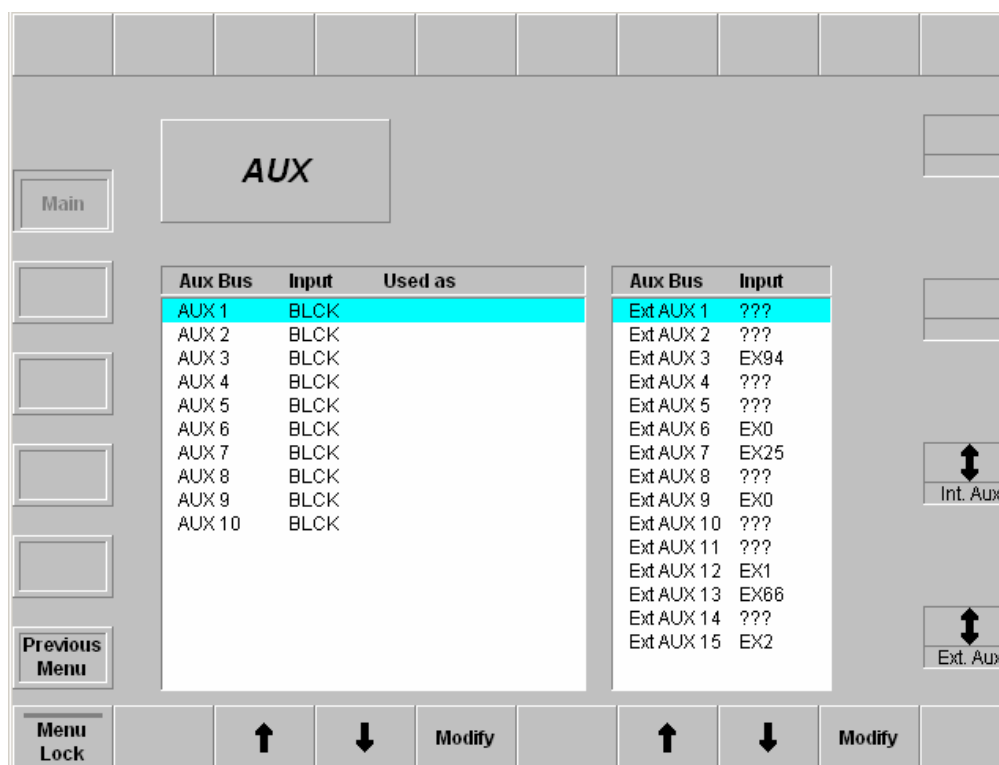 AUX
Main
Aux Bus Input Used as
AUX 1 BLCK
AUX 2 BLCK
AUX 3 BLCK
AUX 4 BLCK
AUX 5 BLCK
AUX 6 BLCK
AUX 7 BLCK
AUX 8 BLCK
AUX 9 BLCK
AUX 10 BLCK
Aux Bus Input
Ext AUX 1 ???
Ext AUX 2 ???
Ext AUX 3 EX94
Ext AUX 4 ???
Ext AUX 5 ???
Ext AUX 6 EX0
Ext AUX 7 EX25
Ext AUX 8 ???
Ext AUX 9 EX0
Ext AUX 10 ???
Ext AUX 11 ???
Ext AUX 12 EX1
Ext AUX 13 EX66
Ext AUX 14 ???
Ext AUX 15 EX2
Int. Aux
Ext. Aux
Previous
Menu
Menu
Lock
Modify
Modify